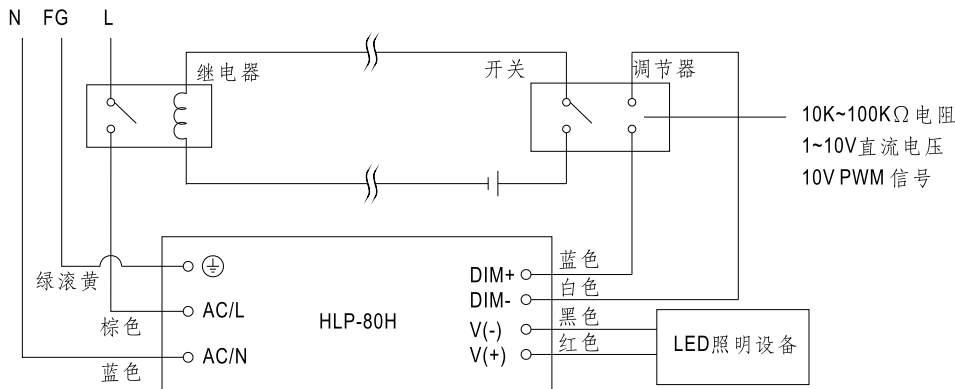 N FG L
继电器
开关
调节器
10K~100KΩ电阻
1~10V直流电压
10V PWM 信号
绿滚黄
棕色
蓝色
AC/L
AC/N
HLP-80H
DIM+
DIM-
V(-)
V(+)
蓝色
白色
黑色
红色
LED照明设备